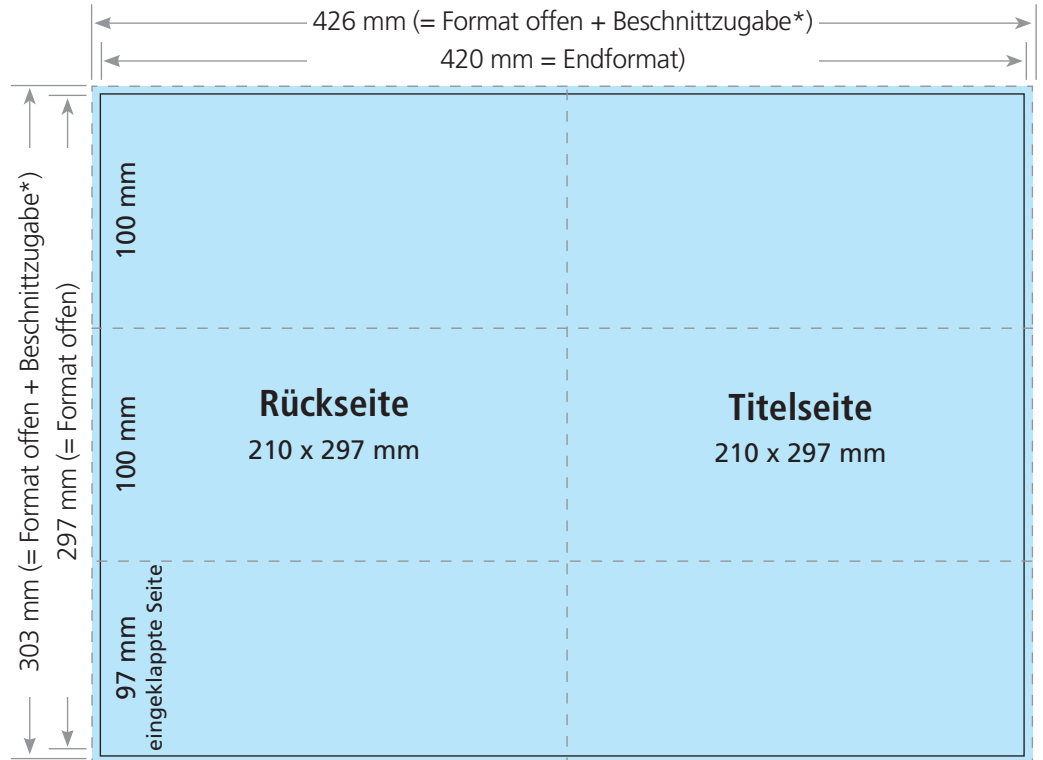 426 mm (= Format offen + Beschnittzugabe*)
420 mm = Endformat)
303 mm (= Format offen + Beschnittzugabe*)
297 mm (= Format offen)
100 mm
100 mm
Rückseite
210 x 297 mm
Titelseite
210 x 297 mm
97 mm
eingeklappte Seite